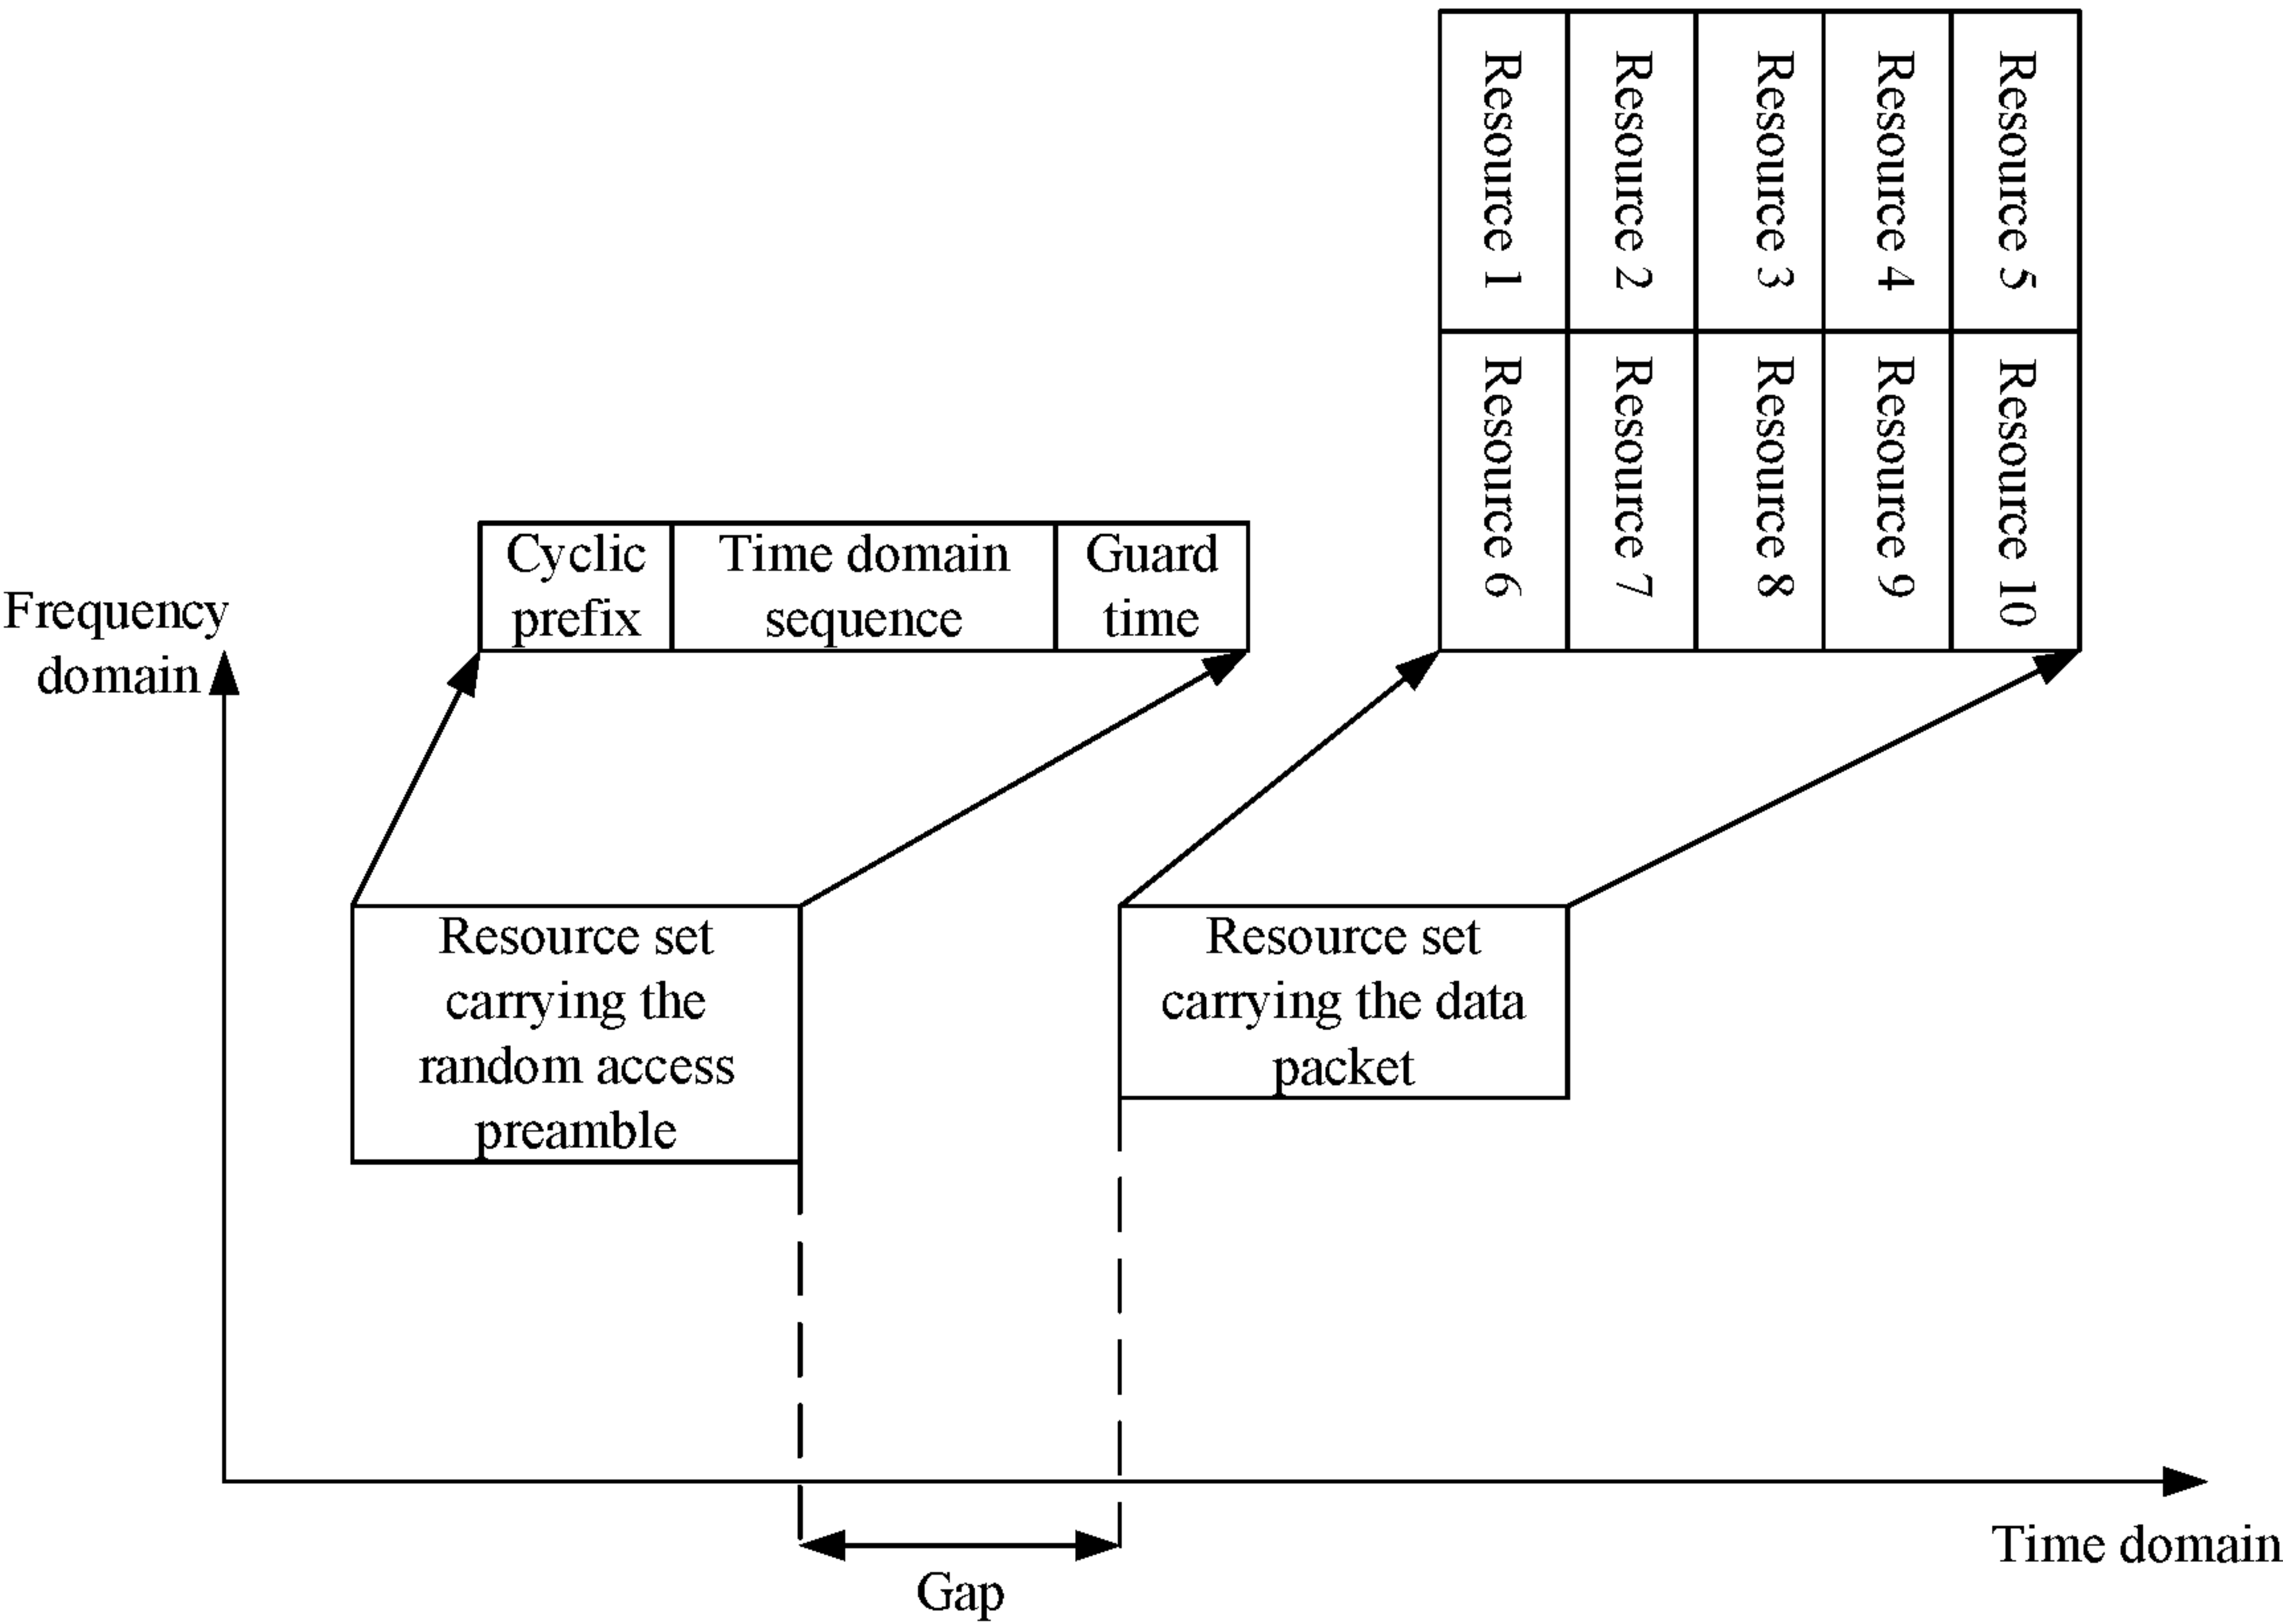 Resource 1
Resource 2
Resource 3
Resource 4
Resource 5
Resource 6
Resource 7
Resource 8
Resource 9
Resource 10
Cyclic
prefix
Time domain
sequence
Guard
time
Frequency
domain
Resource set
carrying the
random access
preamble
Resource set
carrying the data
packet
Time domain
Gap